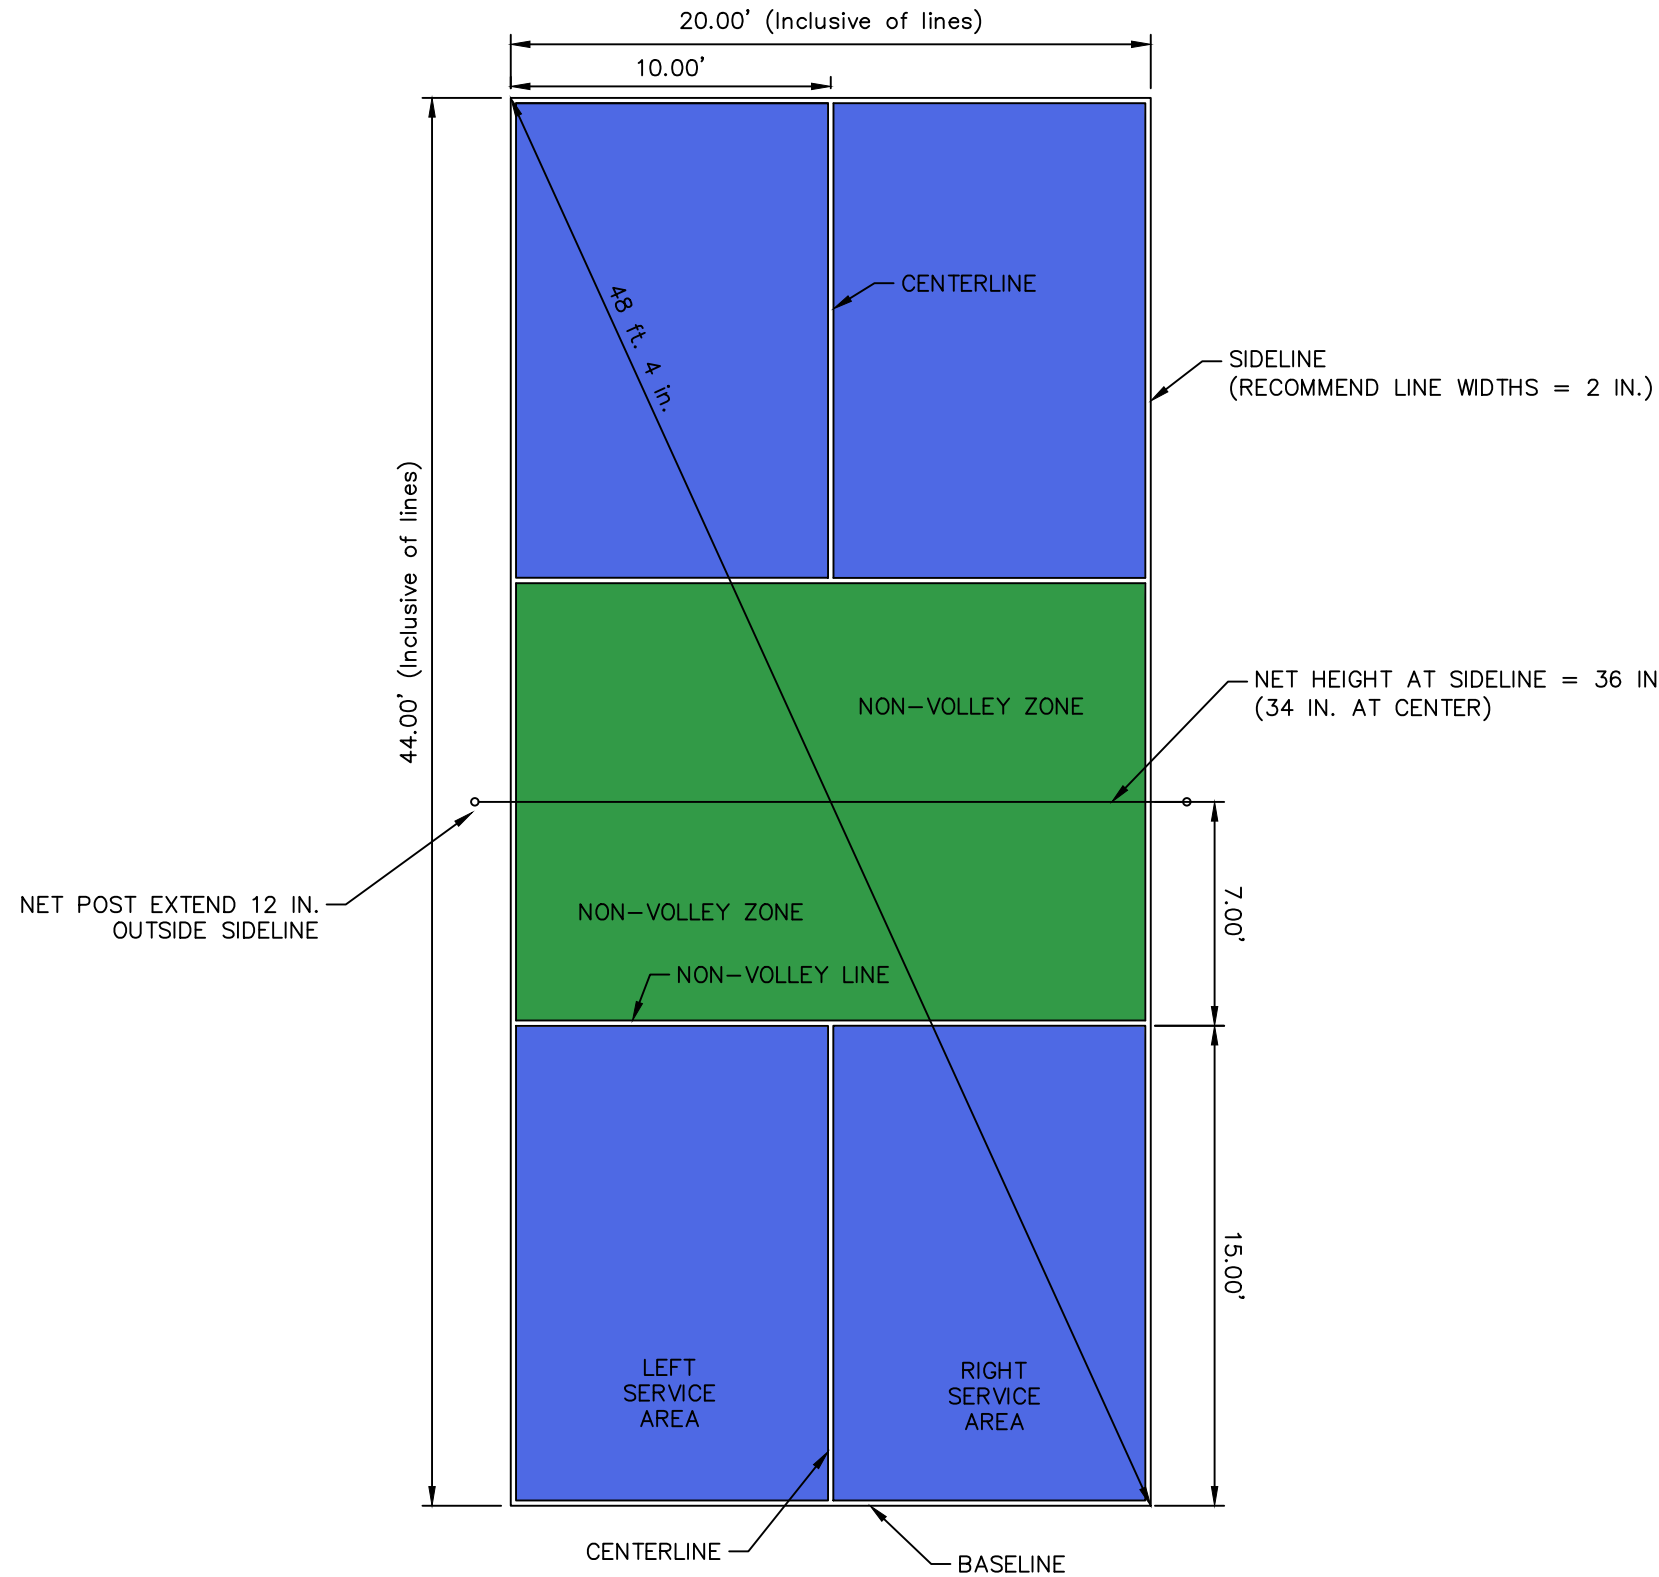 20.00' (Inclusive of lines)
10.00'
CENTERLINE
48 ft. 4 in.
SIDELINE
(RECOMMEND LINE WIDTHS = 2 IN.)
44.00' (Inclusive of lines)
NET HEIGHT AT SIDELINE = 36 IN
(34 IN. AT CENTER)
NON-VOLLEY ZONE
NET POST EXTEND 12 IN.
OUTSIDE SIDELINE
NON-VOLLEY ZONE
7.00'
NON-VOLLEY LINE
15.00'
LEFT
SERVICE
AREA
RIGHT
SERVICE
AREA
CENTERLINE
BASELINE